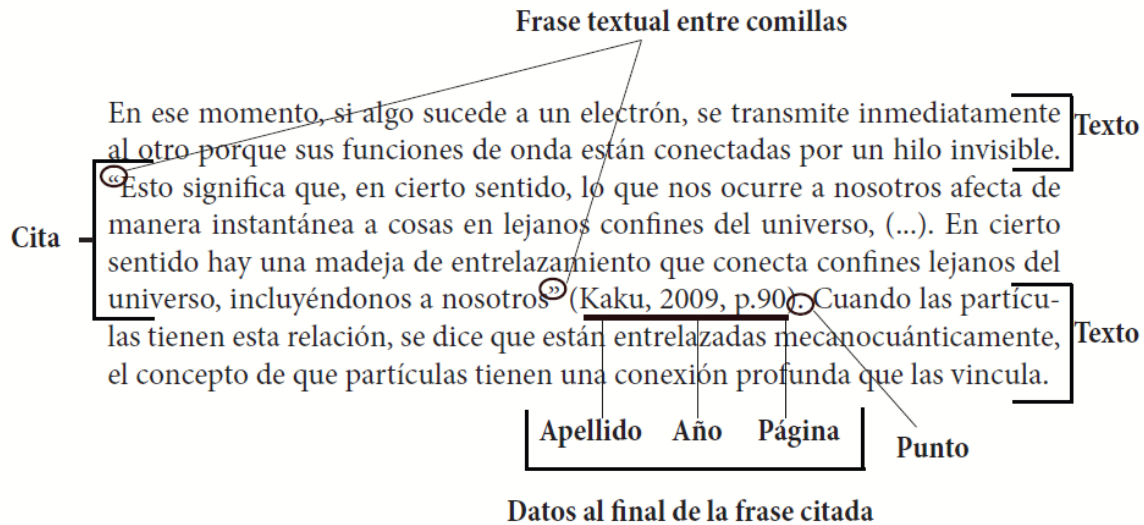 Frase textual entre comillas
En ese momento, si algo sucede a un electrón, se transmite inmediatamente
Texto
al otro porque sus funciones de onda están conectadas por un hilo invisible.
“Esto significa que, en cierto sentido, lo que nos ocurre a nosotros afecta de
manera instantánea a cosas en lejanos confines del universo, (...). En cierto
Cita
sentido hay una madeja de entrelazamiento que conecta confines lejanos del
universo, incluyéndonos a nosotros” (Kaku, 2009, p.90). Cuando las partícu-
las tienen esta relación, se dice que están entrelazadas mecanocuánticamente,
Texto
el concepto de que partículas tienen una conexión profunda que las vincula.
Apellido Año Página
Punto
Datos al final de la frase citada